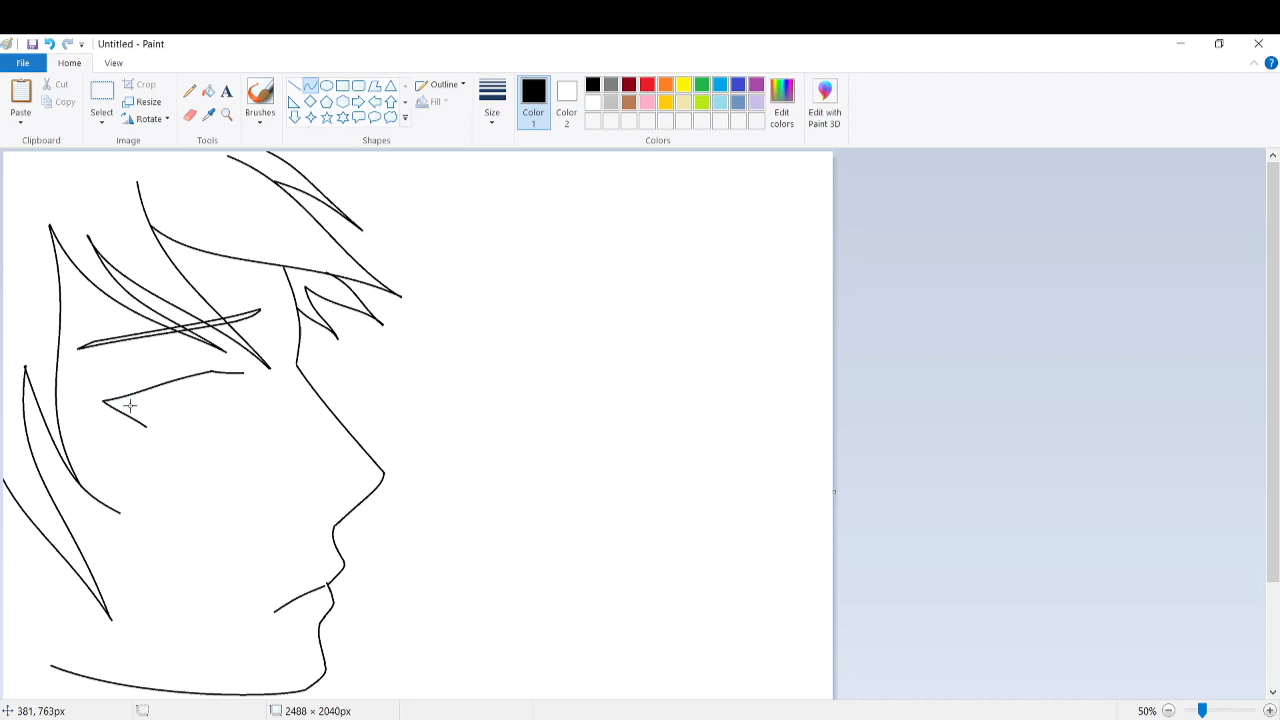 Untitled - Paint
File
Home
View
Paste
Cut
Copy
Clipboard
Select
Crop
Resize
Rotate
Image
A
Tools
Brushes
Outline
Fill
Shapes
Size
Color 1
Color 2
Edit colors
Colors
Edit with Paint 3D
381, 763px
2488 × 2040px
50%